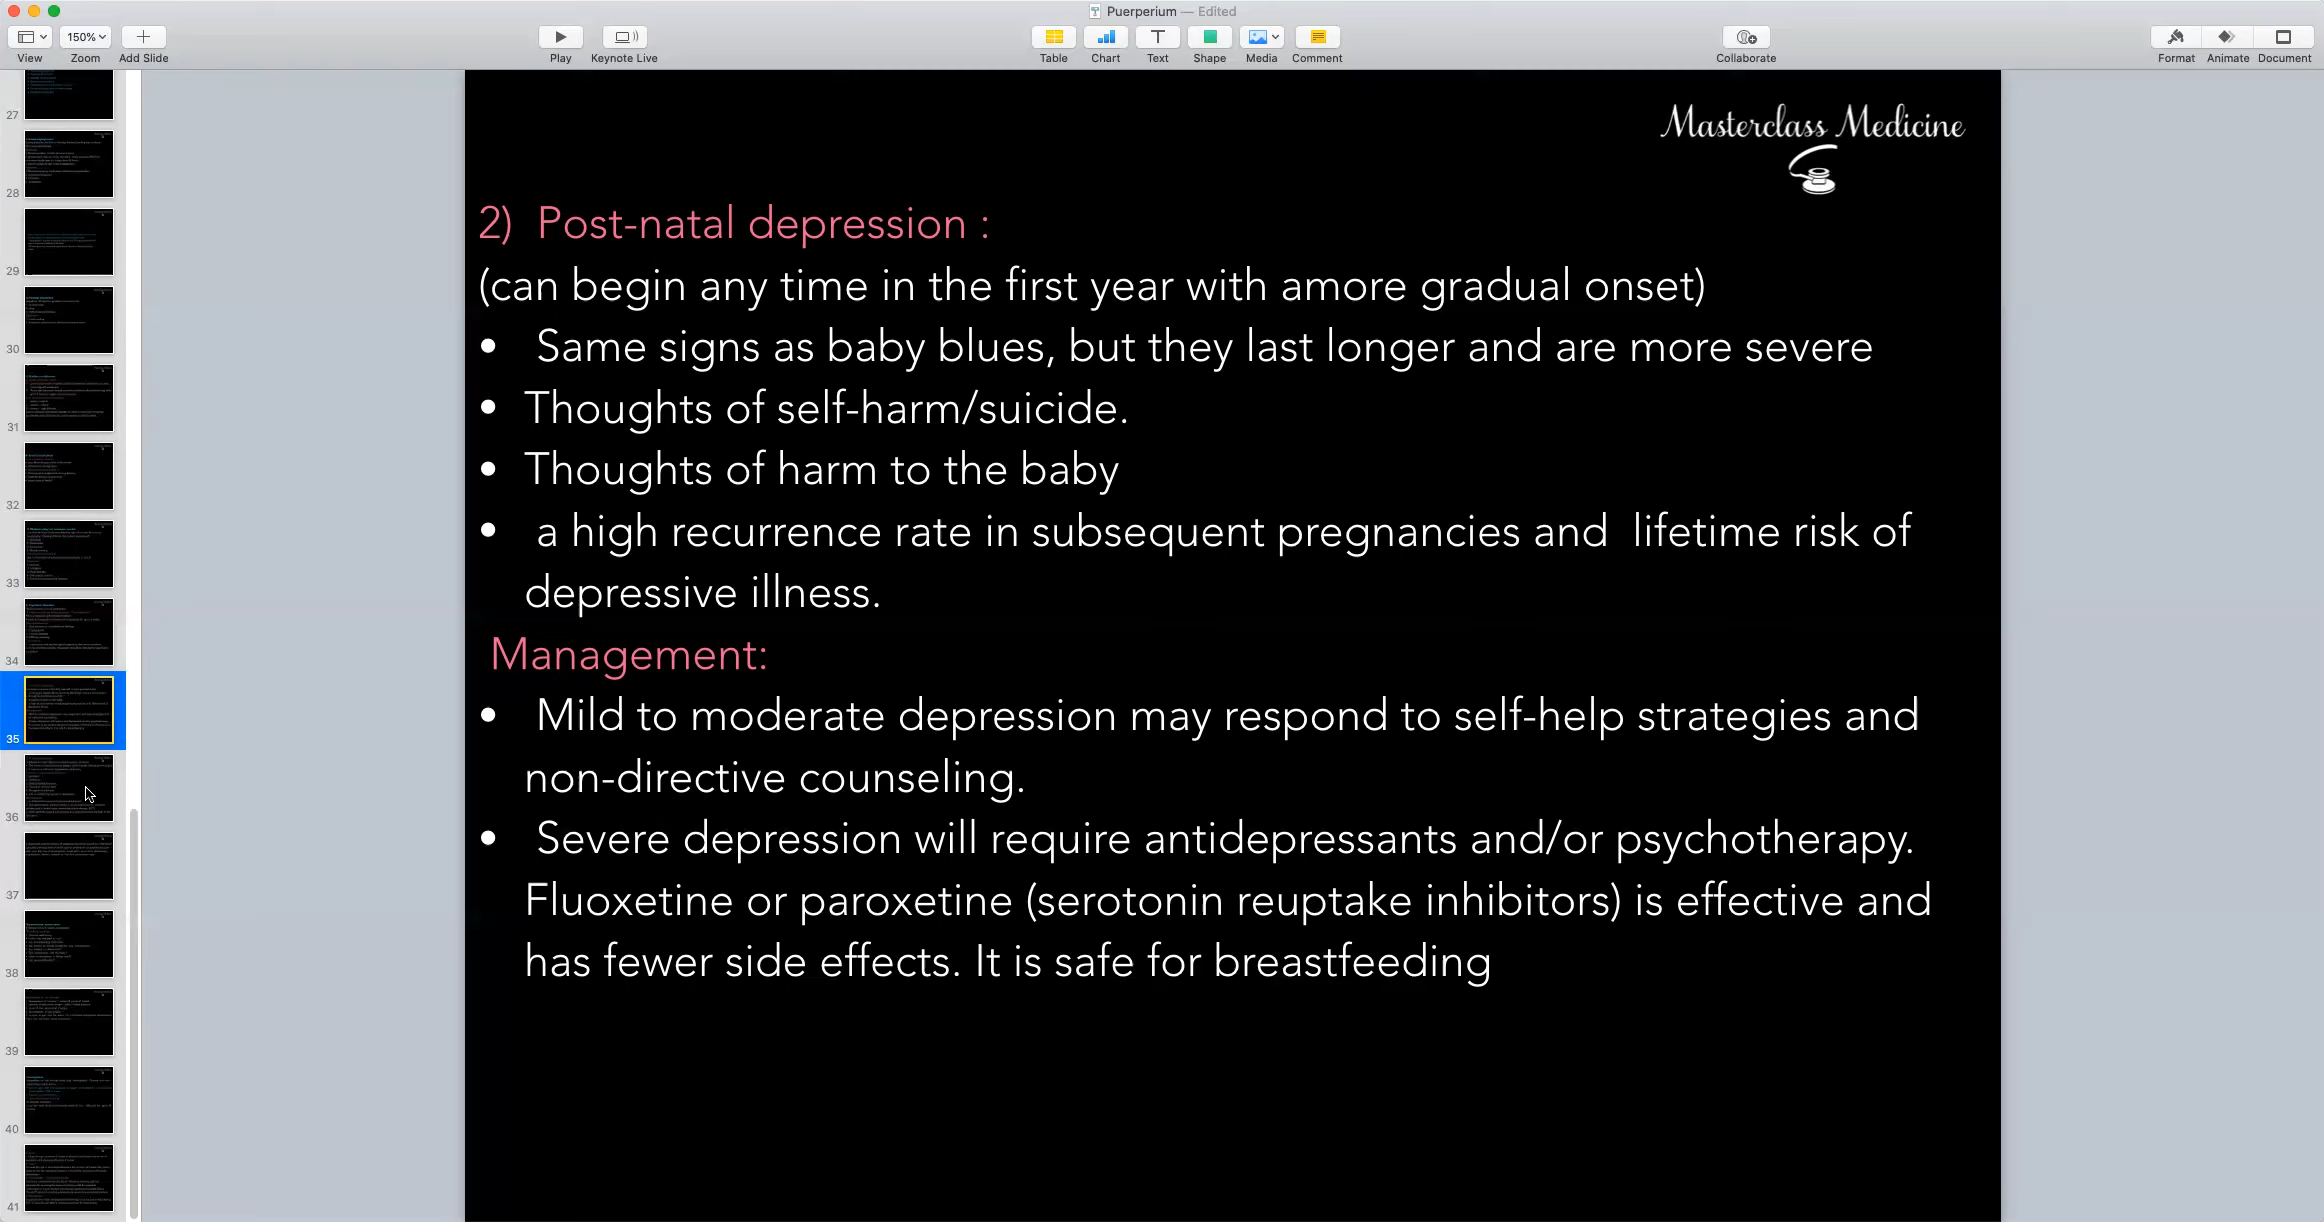 Puerperium — Edited
150%
View
Zoom
Add Slide
Play
Keynote Live
Table
Chart
Text
Shape
Media
Comment
Collaborate
Format
Animate
Document
27
28
29
30
31
32
33
34
35
36
37
38
39
40
41
Masterclass Medicine
2) Post-natal depression :
(can begin any time in the first year with amore gradual onset)
• Same signs as baby blues, but they last longer and are more severe
• Thoughts of self-harm/suicide.
• Thoughts of harm to the baby
• a high recurrence rate in subsequent pregnancies and lifetime risk of
depressive illness.
Management:
• Mild to moderate depression may respond to self-help strategies and
non-directive counseling.
• Severe depression will require antidepressants and/or psychotherapy.
Fluoxetine or paroxetine (serotonin reuptake inhibitors) is effective and
has fewer side effects. It is safe for breastfeeding